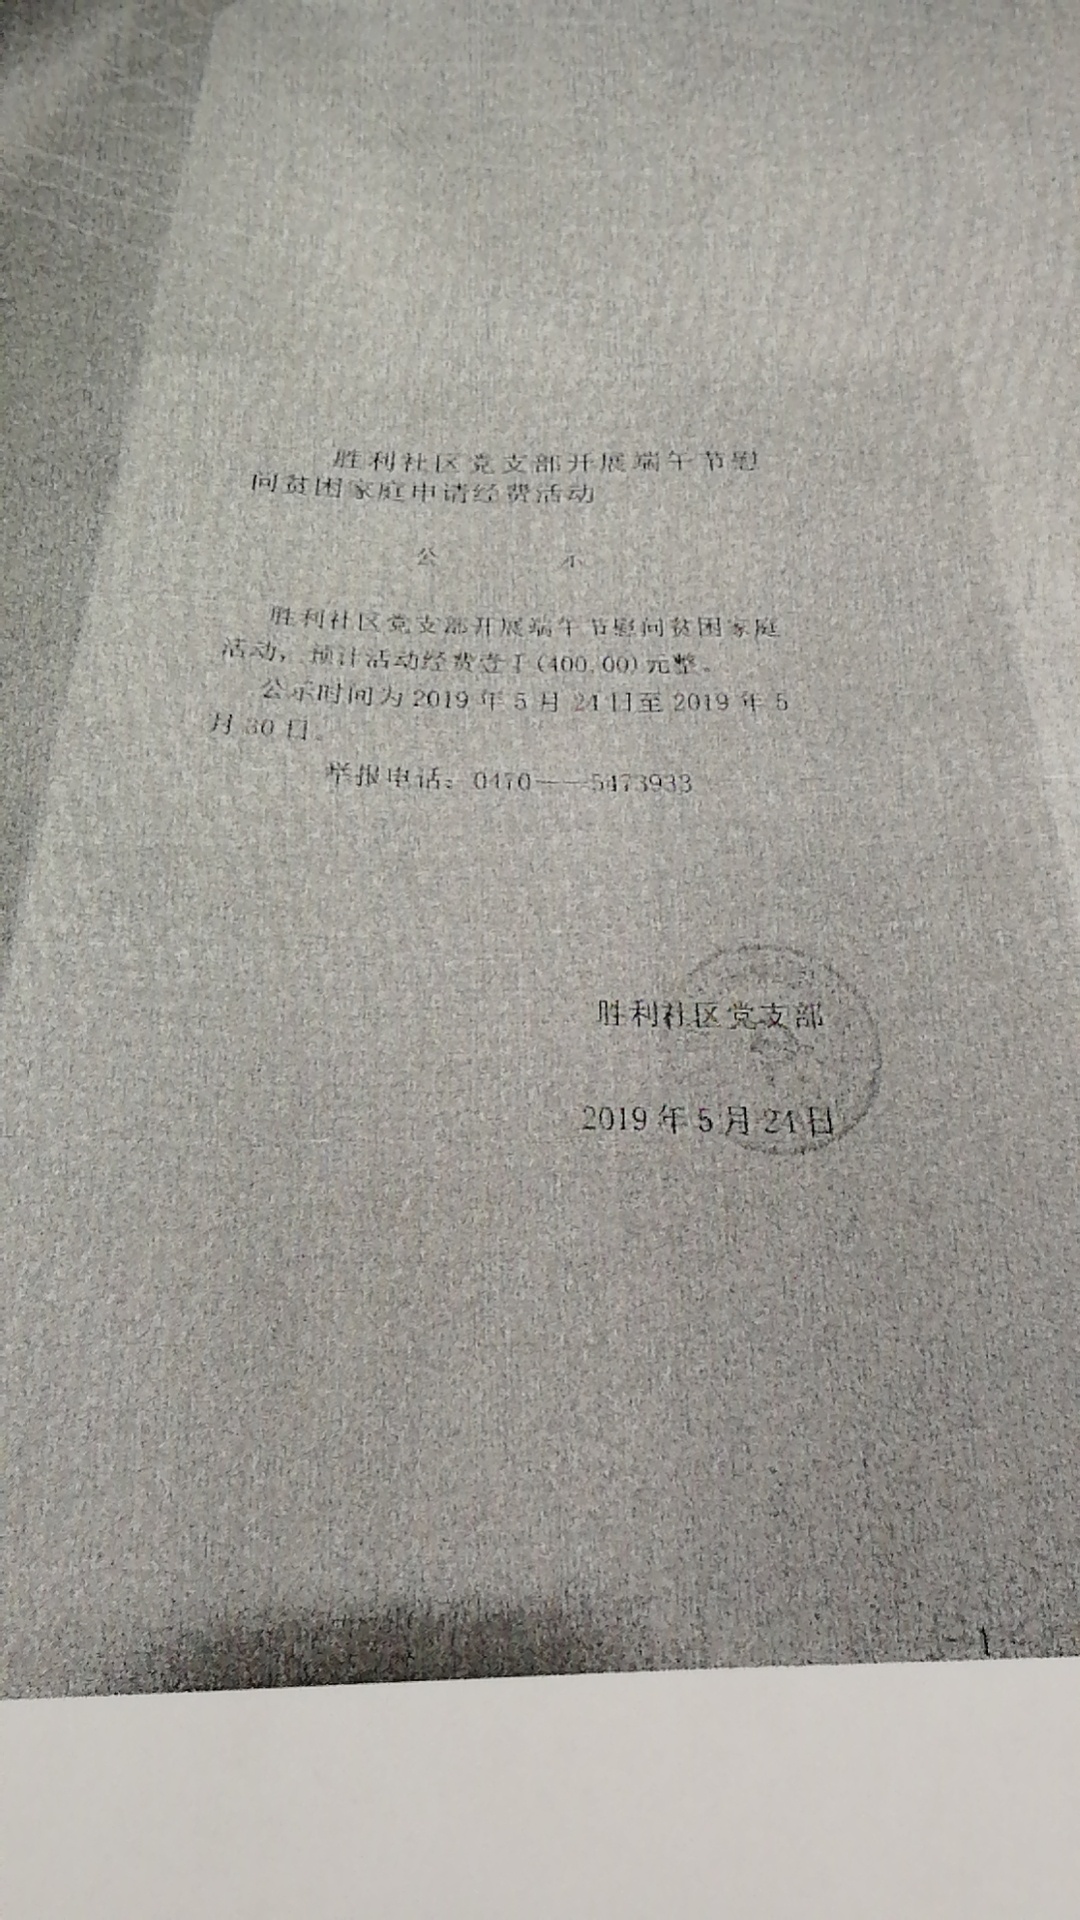 胜利社区党支部开展端午节慰
问贫困家庭申请经费活动
公 示
胜利社区党支部开展端午节慰问贫困家庭
活动，预计活动经费壹千(400.00)元整。
公示时间为2019年5月24日至2019年5
月30日。
举报电话：0470——5473933
胜利社区党支部
2019年5月24日